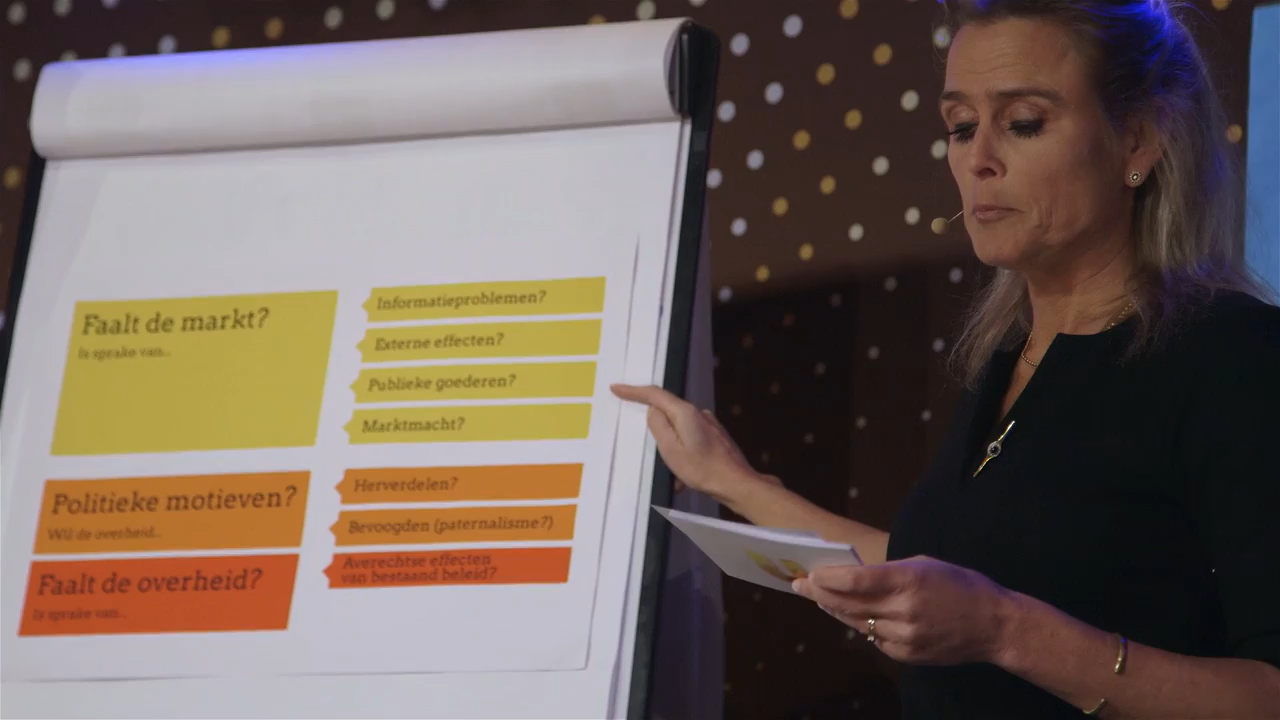 Faalt de markt?
Is sprake van...
Informatieproblemen?
Externe effecten?
Publieke goederen?
Marktmacht?
Politieke motieven?
Wil de overheid...
Herverdelen?
Bevoogden (paternalisme?)
Faalt de overheid?
Is sprake van...
Averechtse effecten
van bestaand beleid?